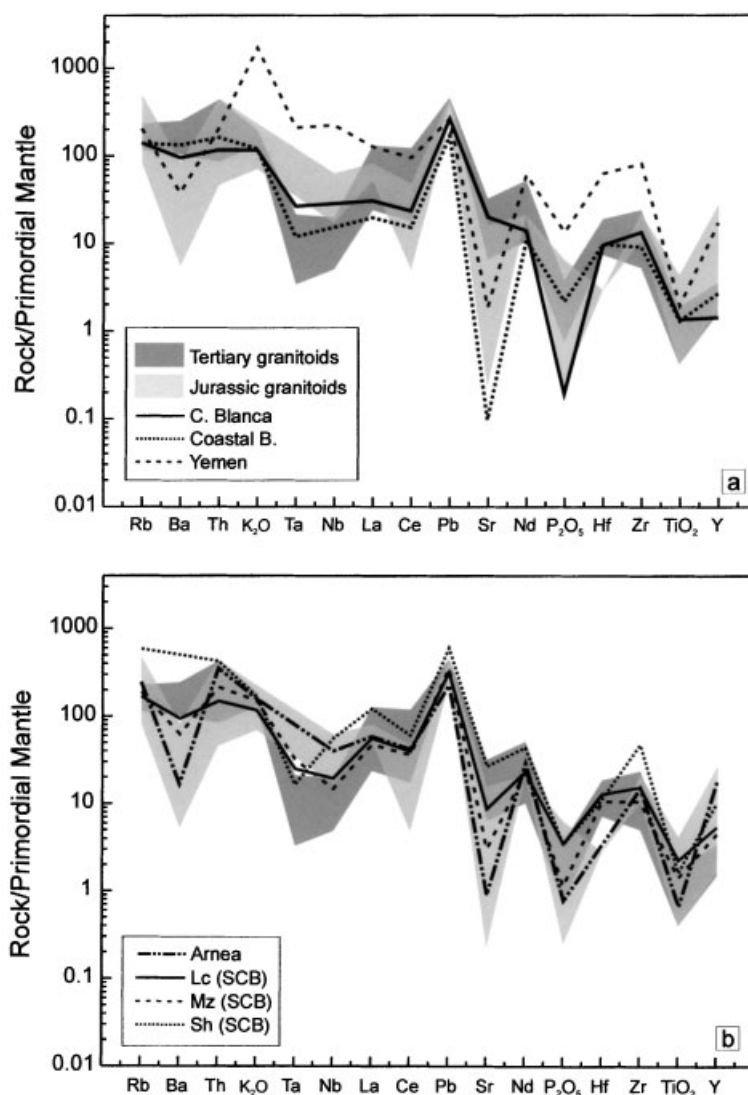 Rock/Primordial Mantle
1000
100
10
1
0.1
0.01
Tertiary granitoids
Jurassic granitoids
C. Blanca
Coastal B.
Yemen
a
Rb Ba Th K₂O Ta Nb La Ce Pb Sr Nd P₂O₅ Hf Zr TiO₂ Y
Rock/Primordial Mantle
1000
100
10
1
0.1
0.01
Arnea
Lc (SCB)
Mz (SCB)
Sh (SCB)
b
Rb Ba Th K₂O Ta Nb La Ce Pb Sr Nd P₂O₅ Hf Zr TiO₂ Y